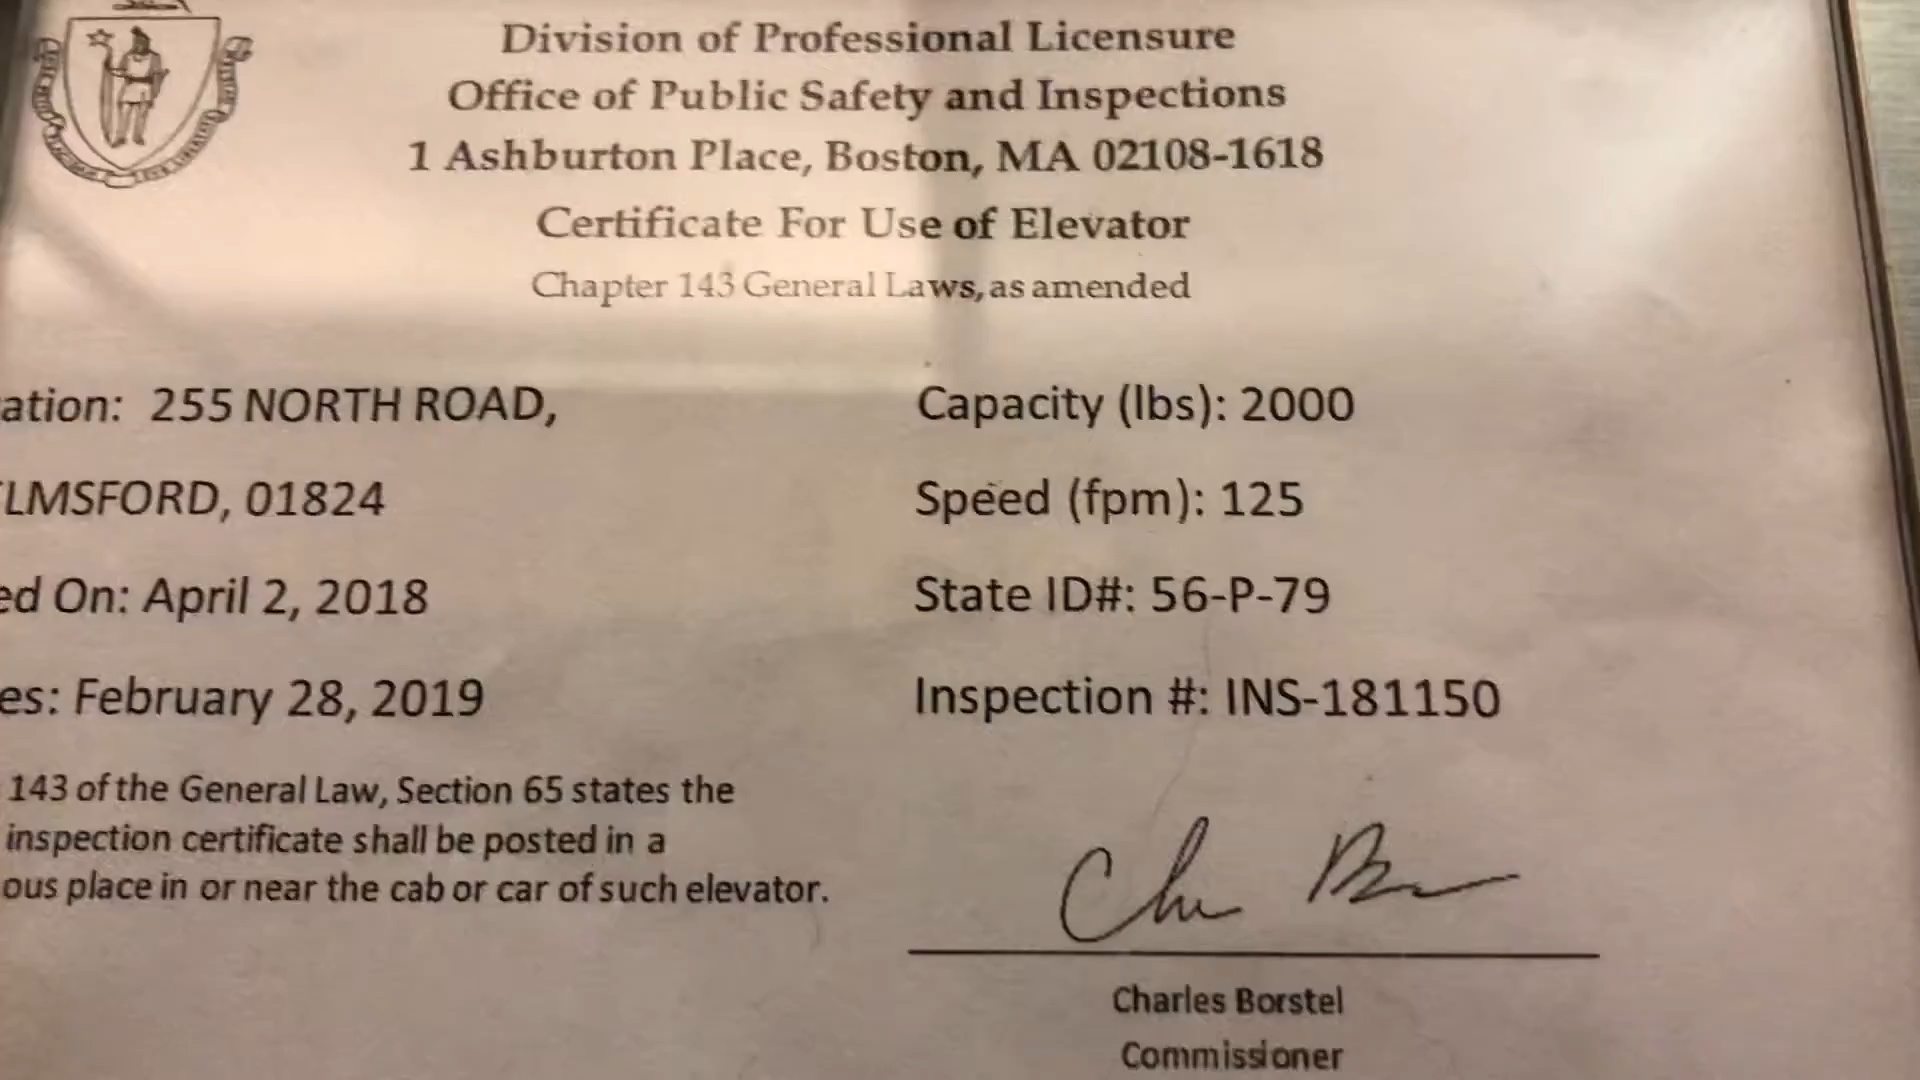 Division of Professional Licensure
Office of Public Safety and Inspections
1 Ashburton Place, Boston, MA 02108-1618
Certificate For Use of Elevator
Chapter 143 General Laws, as amended
ation: 255 NORTH ROAD,
LMSFORD, 01824
ed On: April 2, 2018
es: February 28, 2019
Capacity (lbs): 2000
Speed (fpm): 125
State ID#: 56-P-79
Inspection #: INS-181150
143 of the General Law, Section 65 states the
inspection certificate shall be posted in a
ous place in or near the cab or car of such elevator.
Charles Borstel
Commissioner